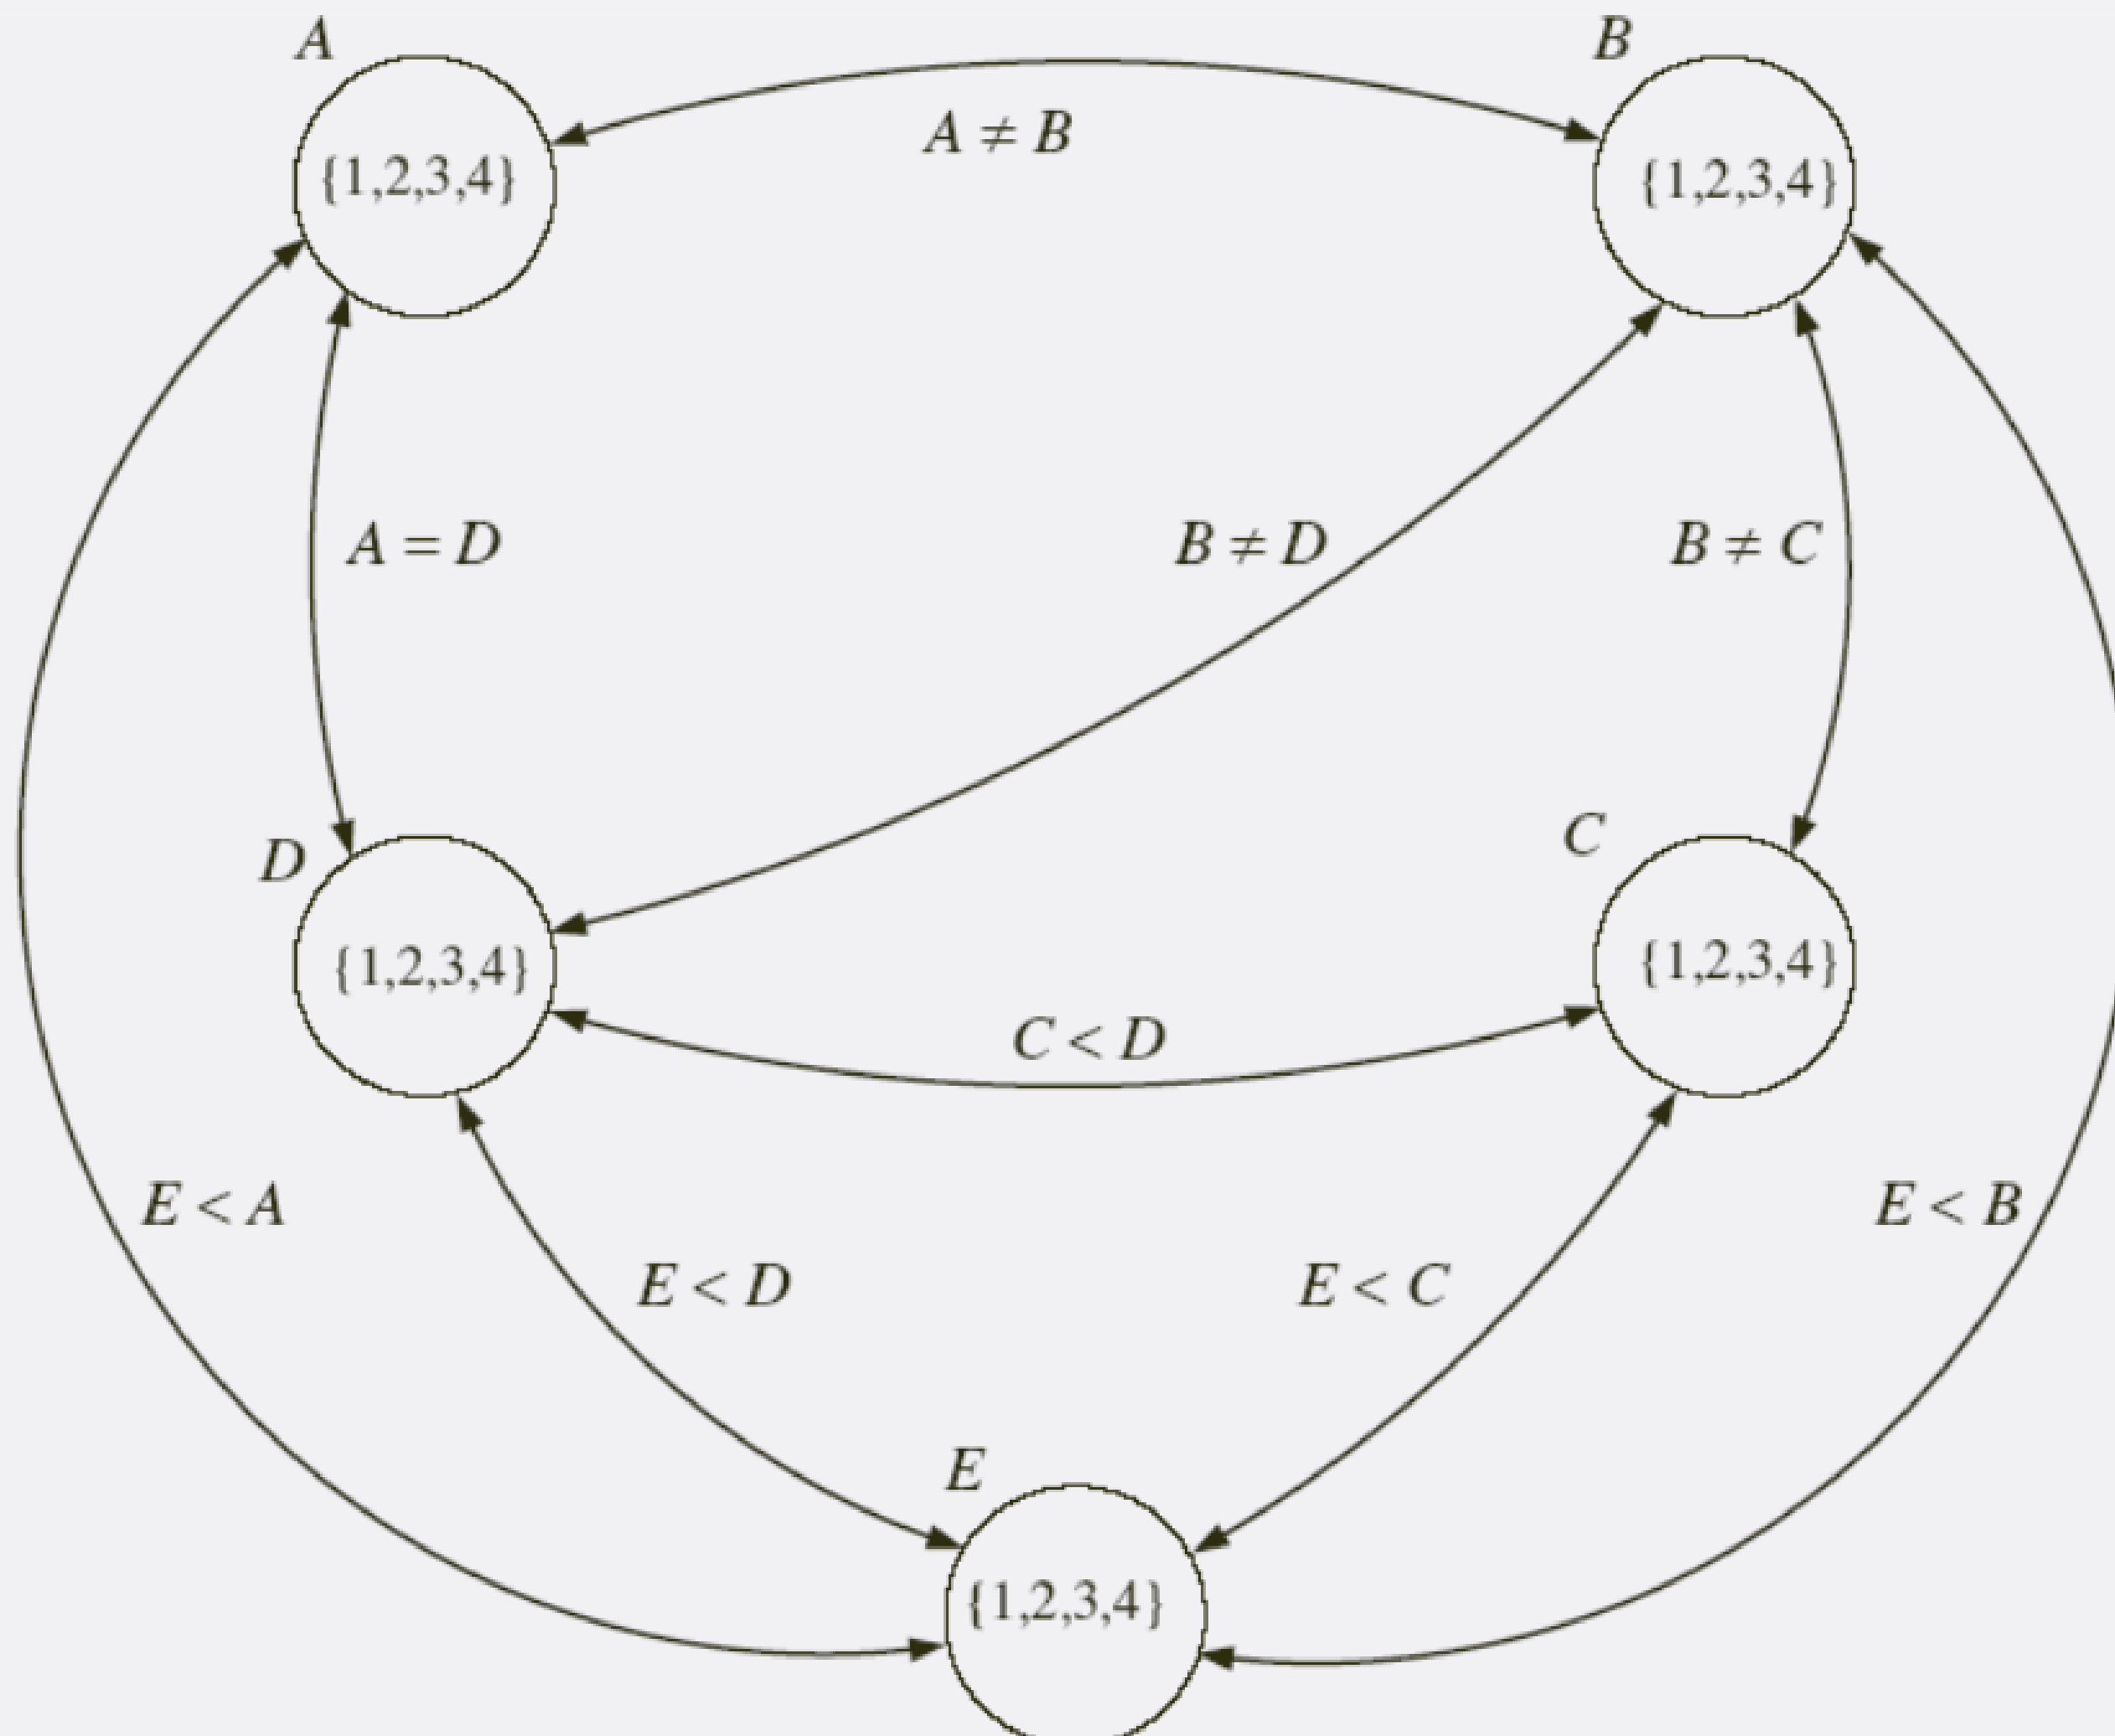 A
B
A ≠ B
{1,2,3,4}
{1,2,3,4}
A = D
B ≠ D
B ≠ C
D
C
{1,2,3,4}
{1,2,3,4}
C < D
E < A
E < B
E < D
E < C
E
{1,2,3,4}